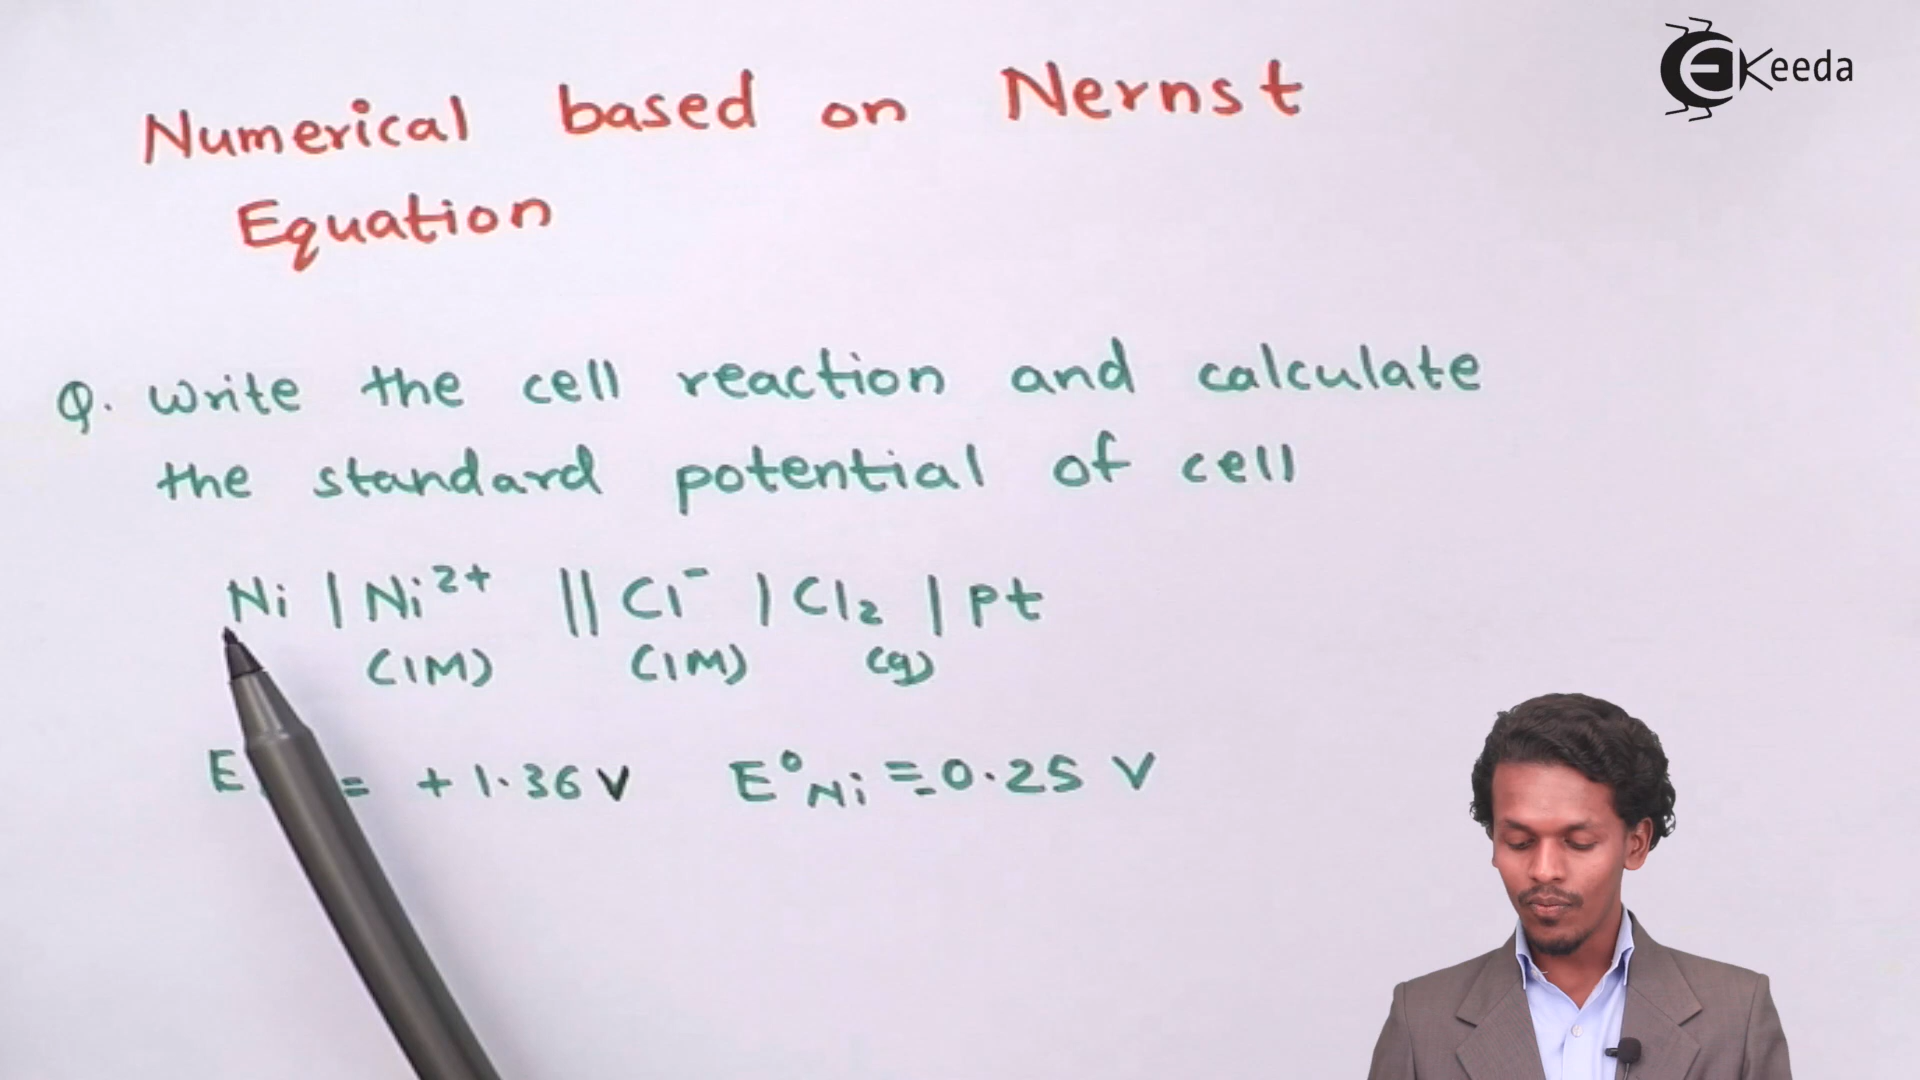 Keeda
Numerical based on Nernst
Equation
Q. Write the cell reaction and calculate
the standard potential of cell
Ni | Ni²⁺ || Cl⁻ | Cl₂ | pt
(1M) (1M) (g)
E = + 1.36 V E°Ni = -0.25 V